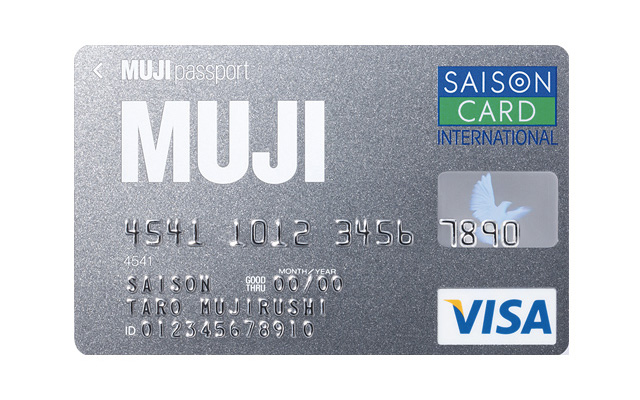 MUJI passport
MUJI
SAISON
CARD
INTERNATIONAL
4541 1012 3456 7890
4541
MONTH/YEAR
SAISON GOOD THRU 00/00
TARO MUJIRUSHI
ID 012345678910
VISA